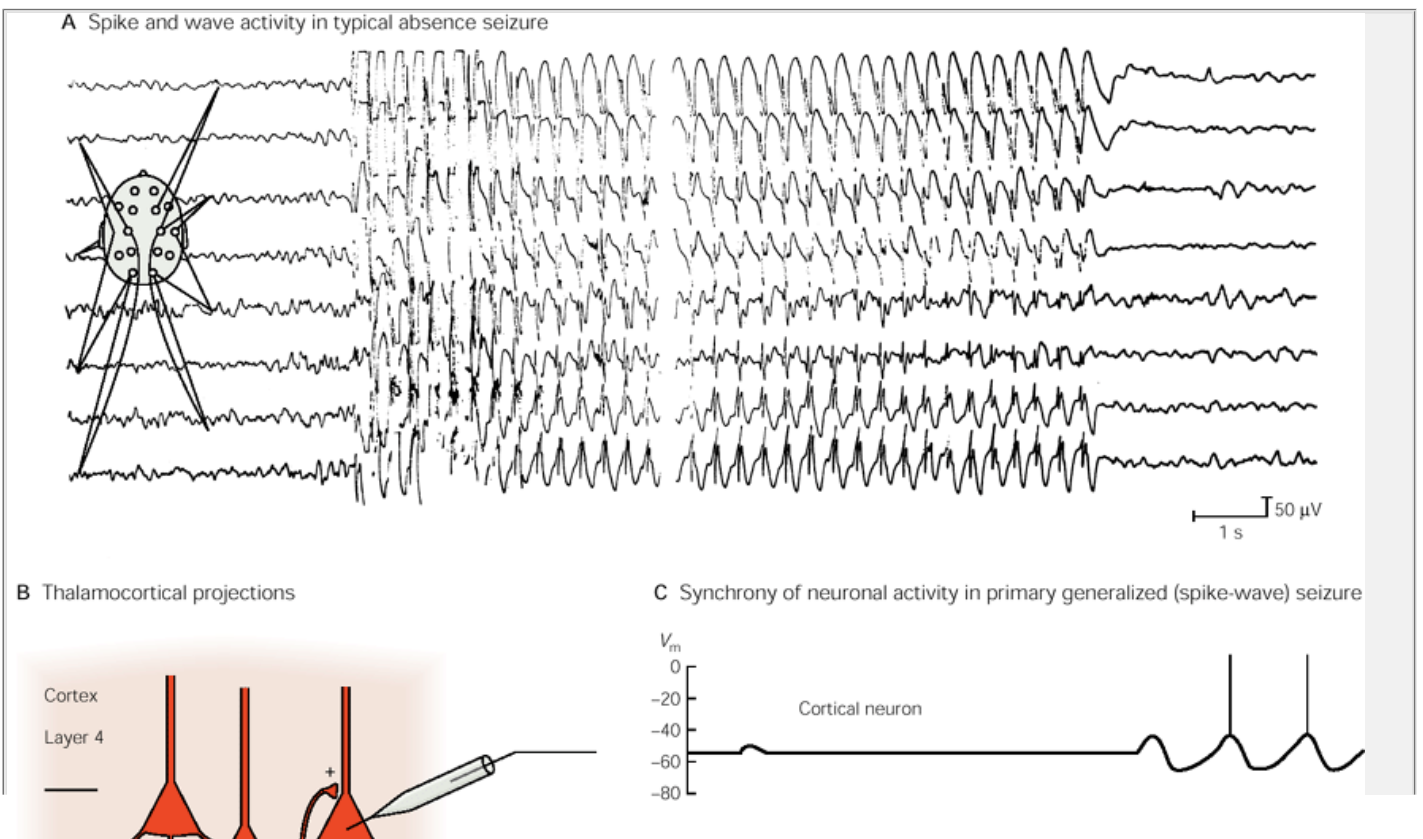 A Spike and wave activity in typical absence seizure
50 μV
1 s
B Thalamocortical projections
Cortex
Layer 4
+
C Synchrony of neuronal activity in primary generalized (spike-wave) seizure
Vm
0
–20
–40
–60
–80
Cortical neuron